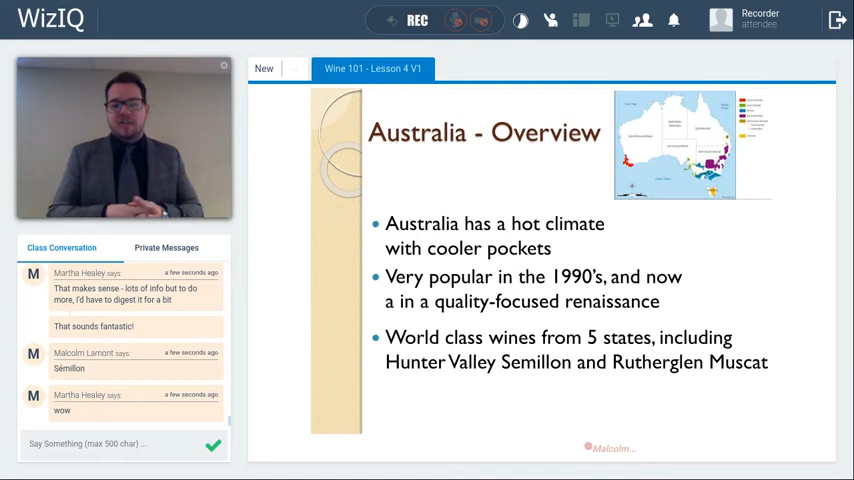 WizIQ
REC
Recorder
attendee
New
Wine 101 - Lesson 4 V1
Australia - Overview
Australia has a hot climate
with cooler pockets
Very popular in the 1990's, and now
a in a quality-focused renaissance
World class wines from 5 states, including
Hunter Valley Semillon and Rutherglen Muscat
Malcolm...
Class Conversation
Private Messages
M
Martha Healey says:
a few seconds ago
That makes sense - lots of info but to do
more, I'd have to digest it for a bit
That sounds fantastic!
M
Malcolm Lamont says:
a few seconds ago
Sémillon
M
Martha Healey says:
a few seconds ago
wow
Say Something (max 500 char) ...